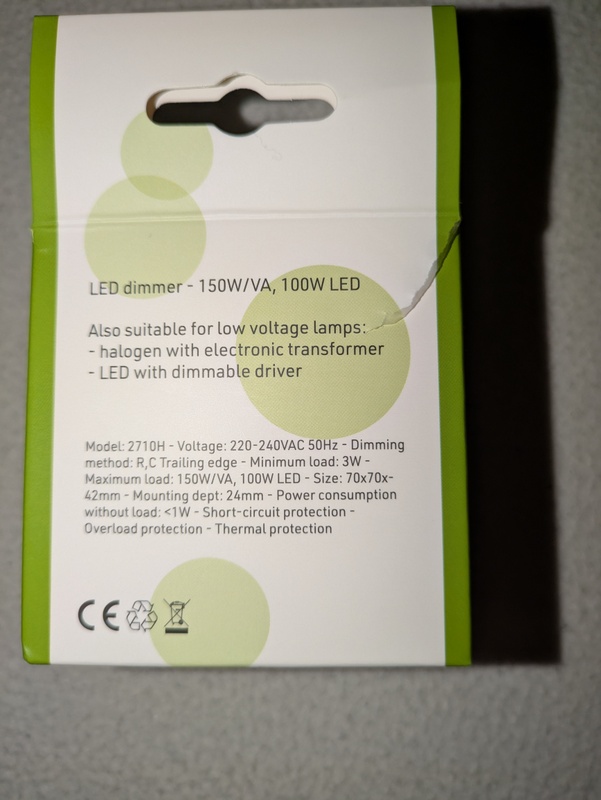 LED dimmer - 150W/VA, 100W LED
Also suitable for low voltage lamps:
- halogen with electronic transformer
- LED with dimmable driver
Model: 2710H - Voltage: 220-240VAC 50Hz - Dimming
method: R,C Trailing edge - Minimum load: 3W -
Maximum load: 150W/VA, 100W LED - Size: 70x70x-
42mm - Mounting dept: 24mm - Power consumption
without load: <1W - Short-circuit protection -
Overload protection - Thermal protection
CE